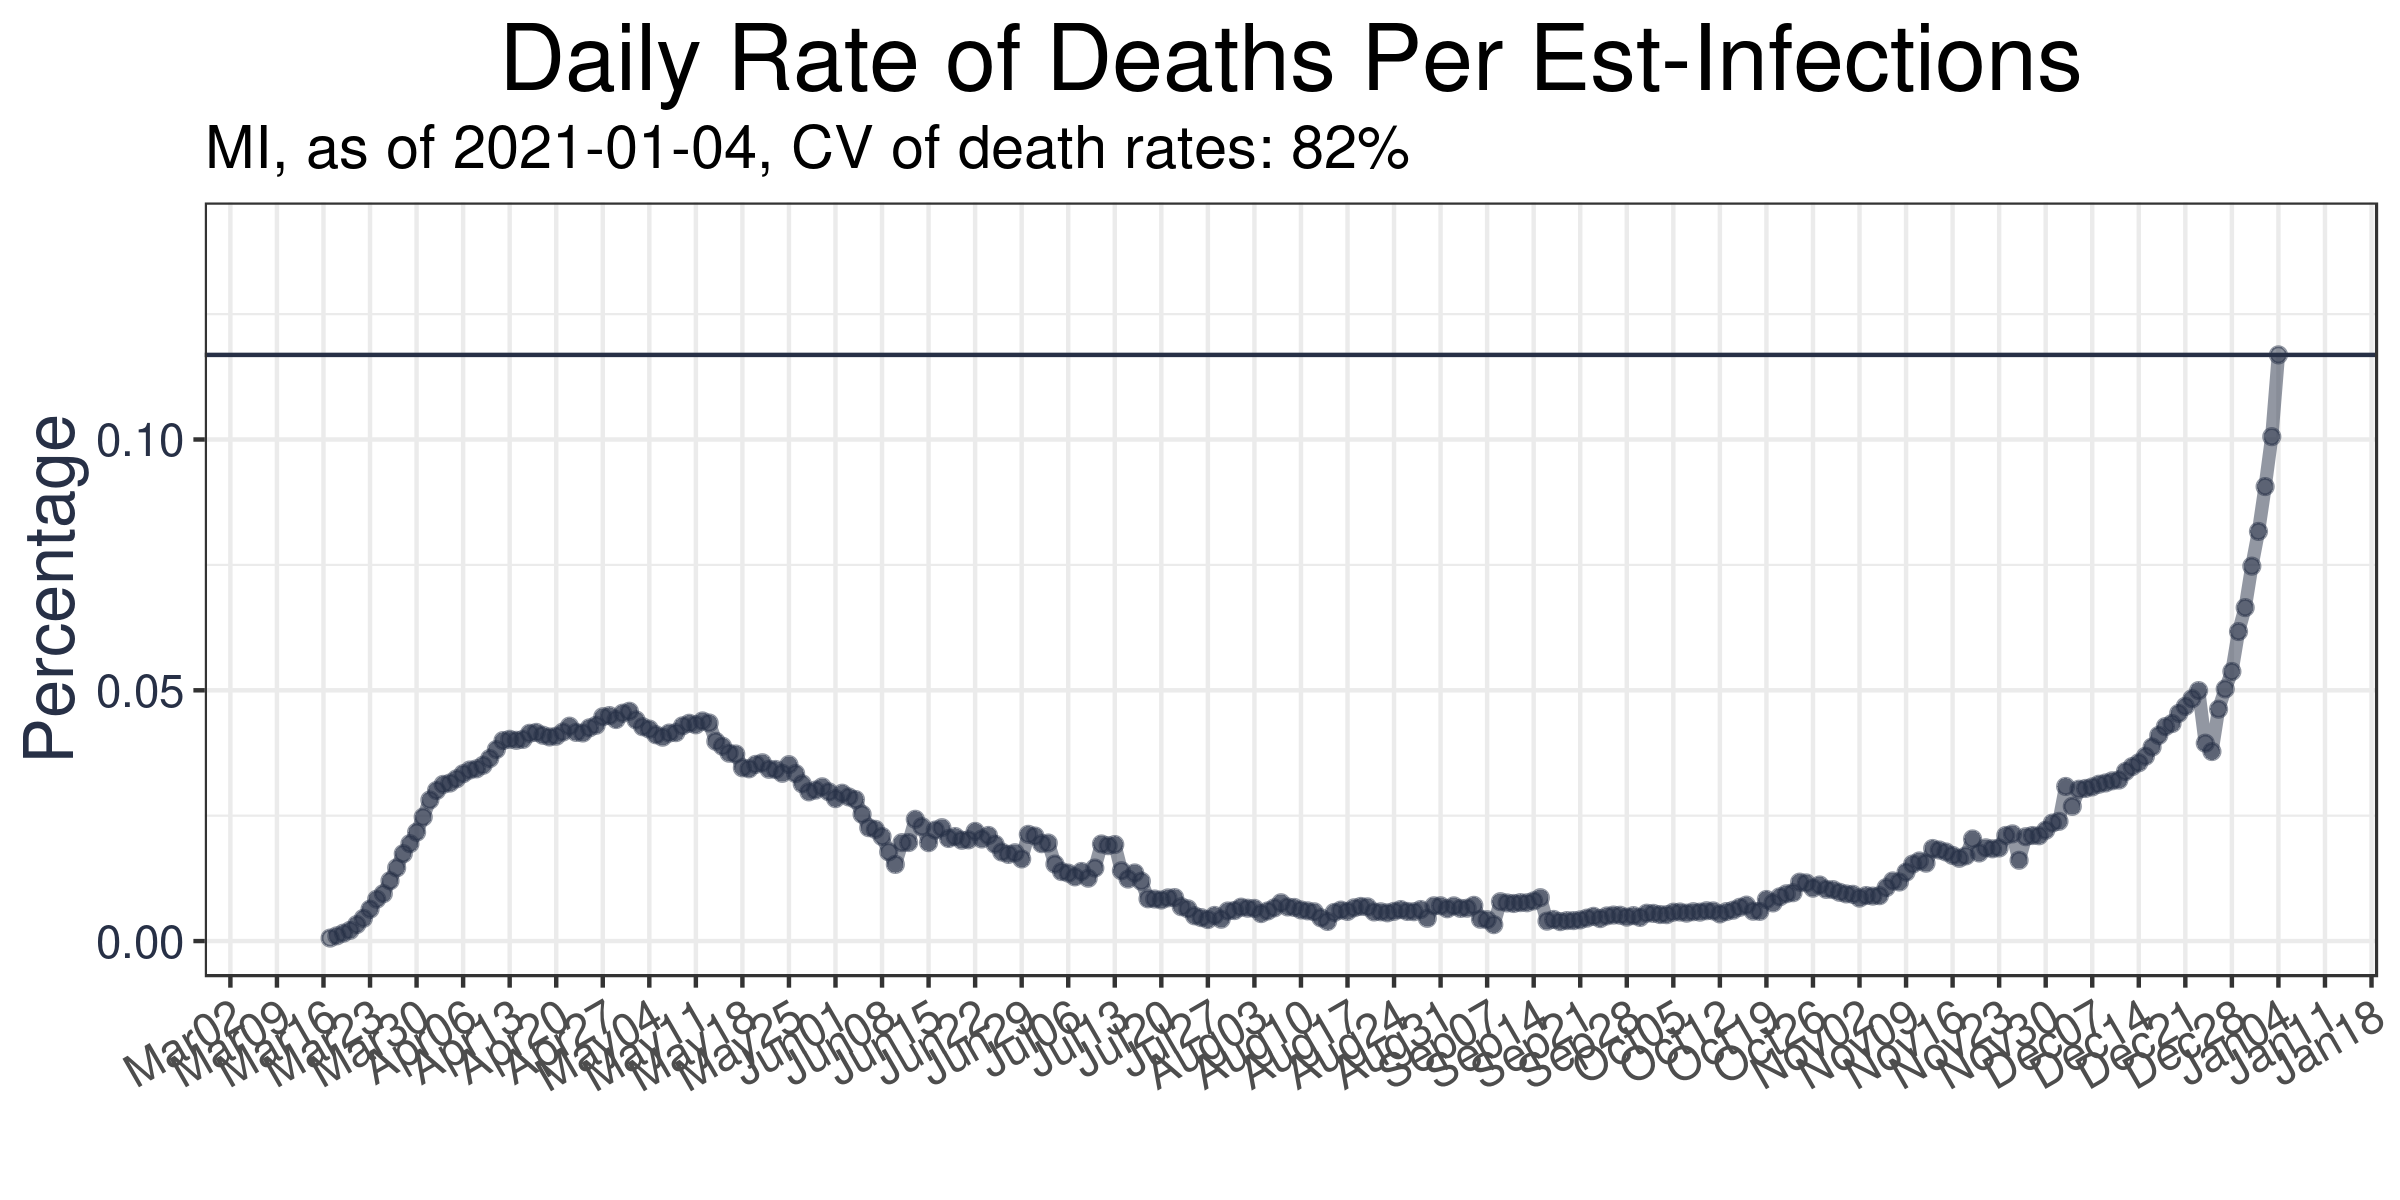 Daily Rate of Deaths Per Est-Infections
MI, as of 2021-01-04, CV of death rates: 82%
Percentage
0.10
0.05
0.00
Mar02
Mar09
Mar16
Mar23
Mar30
Apr06
Apr13
Apr20
Apr27
May04
May11
May18
May25
Jun01
Jun08
Jun15
Jun22
Jun29
Jul06
Jul13
Jul20
Jul27
Aug03
Aug10
Aug17
Aug24
Aug31
Sep07
Sep14
Sep21
Sep28
Oct05
Oct12
Oct19
Oct26
Nov02
Nov09
Nov16
Nov23
Nov30
Dec07
Dec14
Dec21
Dec28
Jan04
Jan11
Jan18